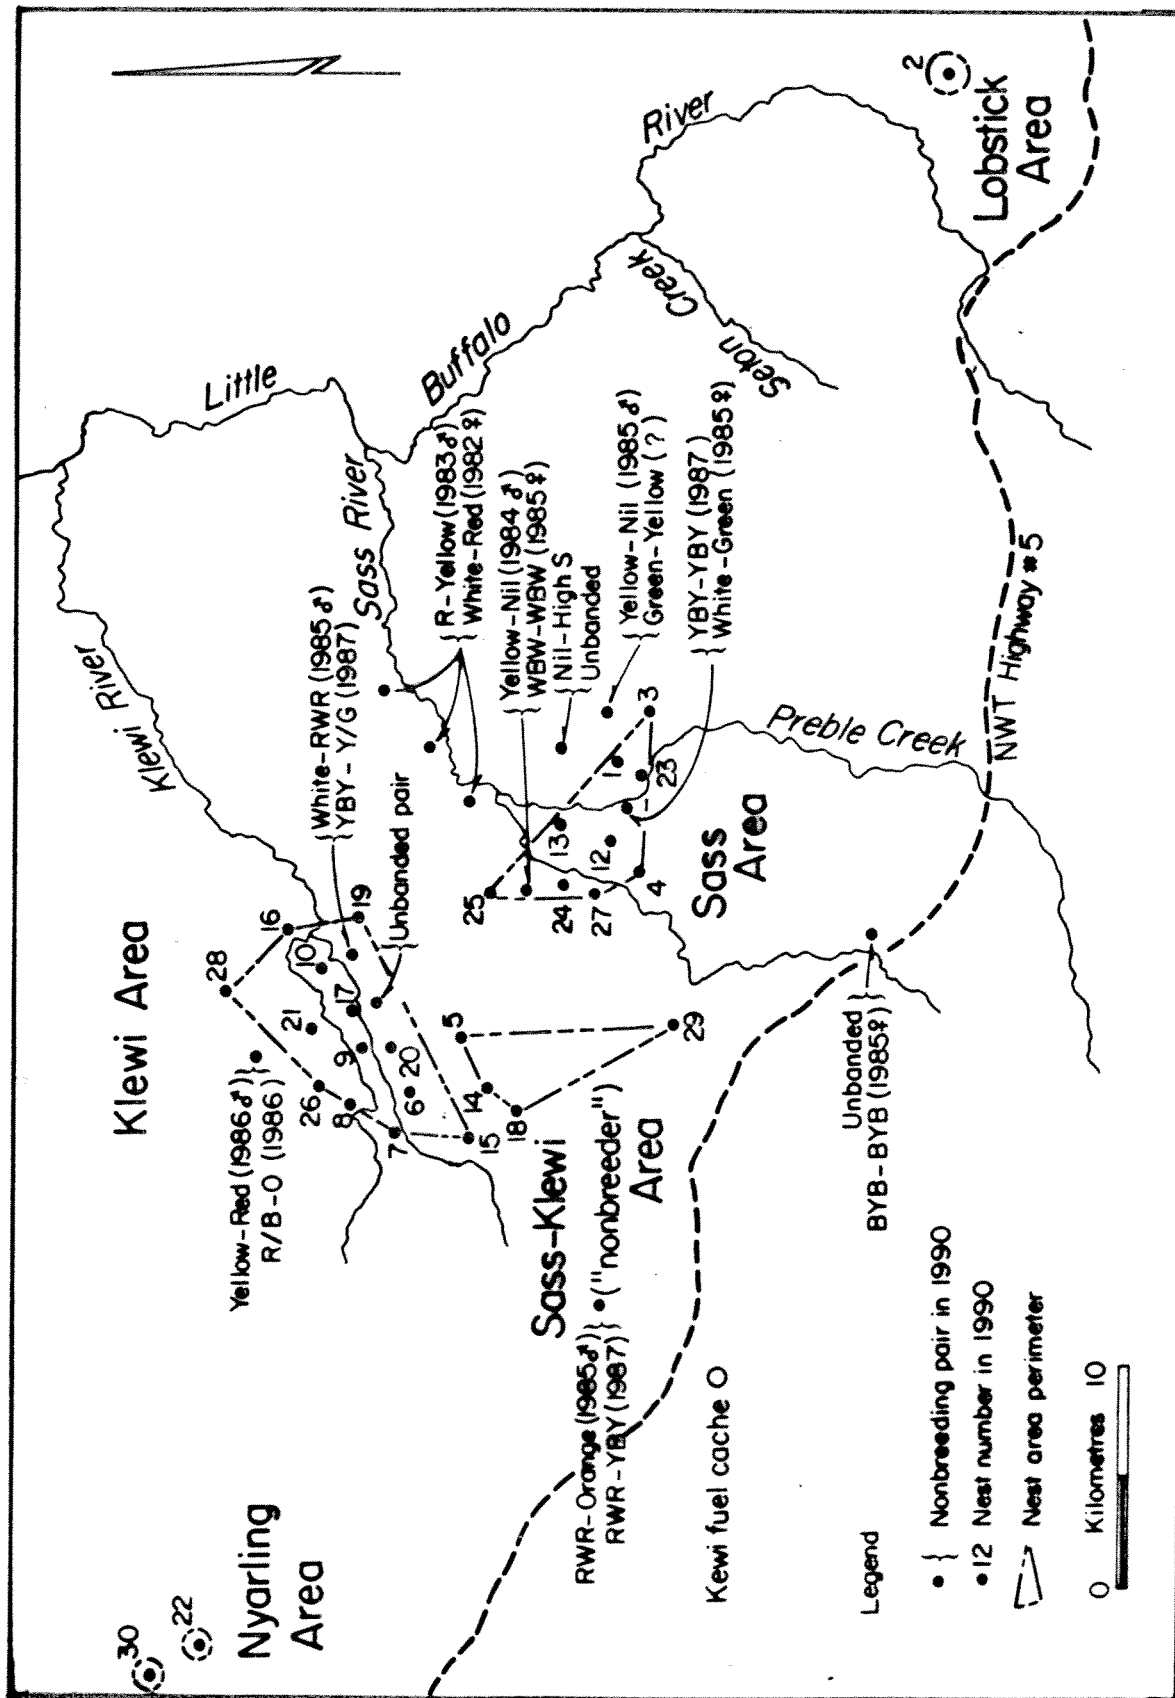 30
22
Nyarling
Area
Klewi Area
Yellow-Red (1986♂)}
R/B-O (1986)
28
16
21
10
26
8
9
17
19
7
20
6
15
{White-RWR (1985♂)
{YBY-Y/G (1987)
{Unbanded pair
Klewi River
Little
Buffalo
River
Sass River
Seton Creek
{R-Yellow (1983♂)
White-Red (1982♀)
{Yellow-Nil (1984♂)
WBW-WBW (1985♀)
{Nil-High S
Unbanded
{Yellow-Nil (1985♂)
Green-Yellow (?)
{YBY-YBY (1987)
White-Green (1985♀)
5
14
18
29
Sass-Klewi
Area
RWR-Orange (1985♂)} ("nonbreeder")
RWR-YBY (1987)
25
13
24
12
27
4
1
3
23
Sass
Area
Preble Creek
Unbanded
BYB-BYB (1985♀)}
NWT Highway #5
2
Lobstick
Area
Kewi fuel cache O
Legend
{ Nonbreeding pair in 1990
12 Nest number in 1990
Nest area perimeter
0 Kilometres 10